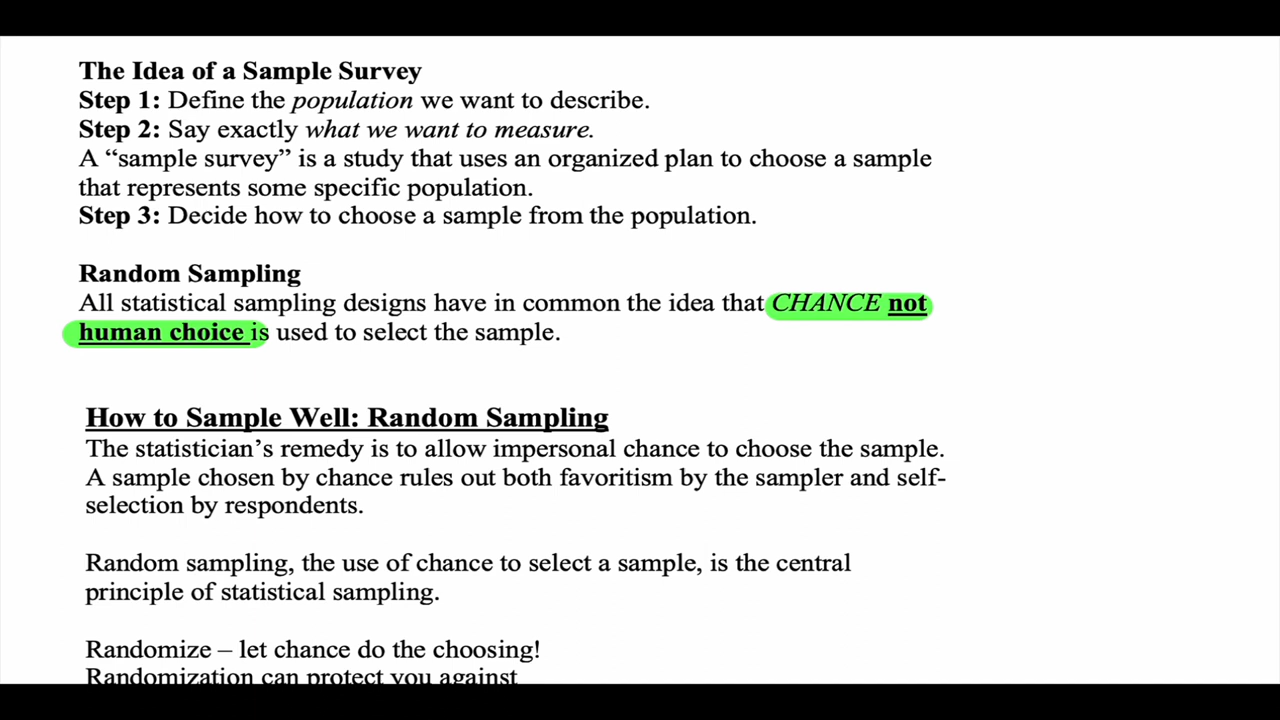 The Idea of a Sample Survey
Step 1: Define the population we want to describe.
Step 2: Say exactly what we want to measure.
A “sample survey” is a study that uses an organized plan to choose a sample
that represents some specific population.
Step 3: Decide how to choose a sample from the population.
Random Sampling
All statistical sampling designs have in common the idea that CHANCE not
human choice is used to select the sample.
How to Sample Well: Random Sampling
The statistician’s remedy is to allow impersonal chance to choose the sample.
A sample chosen by chance rules out both favoritism by the sampler and self-
selection by respondents.
Random sampling, the use of chance to select a sample, is the central
principle of statistical sampling.
Randomize – let chance do the choosing!
Randomization can protect you against